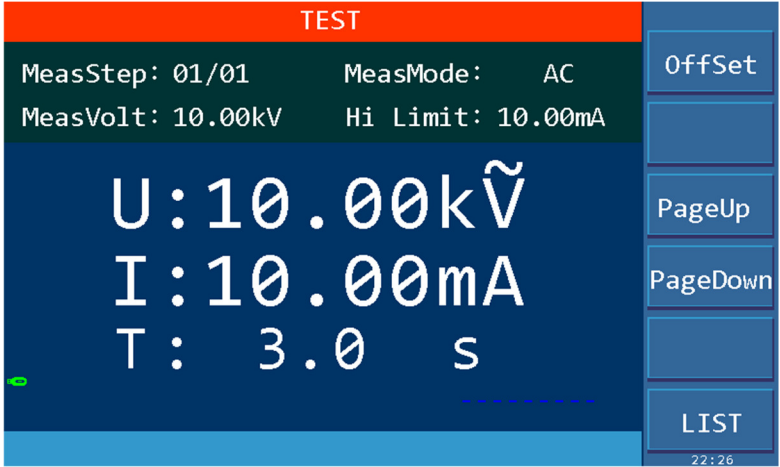 TEST
MeasStep: 01/01 MeasMode: AC
MeasVolt: 10.00kV Hi Limit: 10.00mA
U:10.00kṼ
I:10.00mA
T: 3.0 s
OffSet
PageUp
PageDown
LIST
22:26